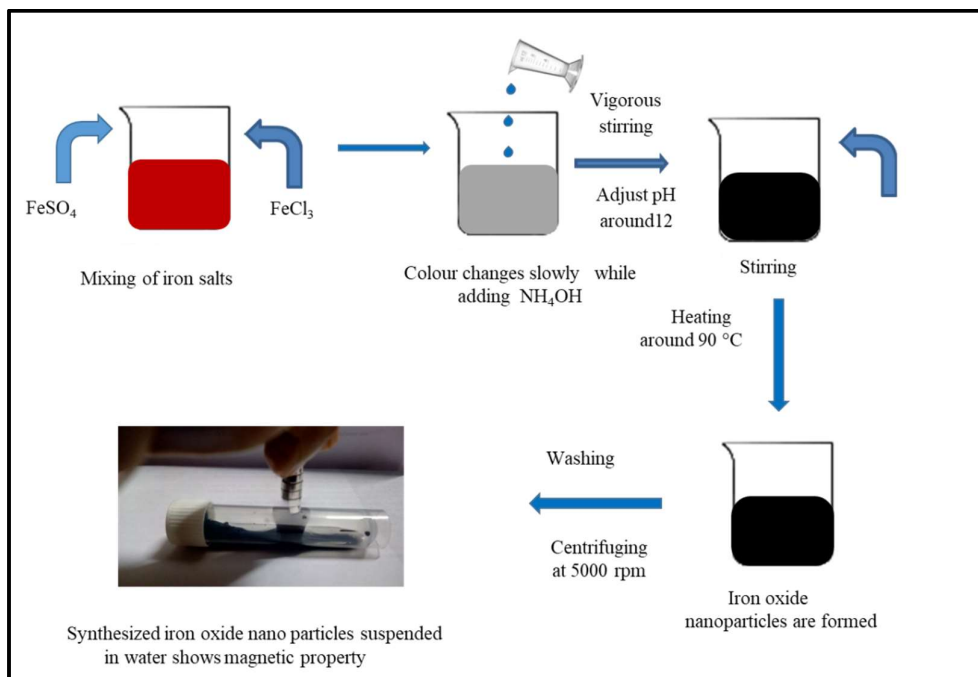 FeSO₄
FeCl₃
Mixing of iron salts
Colour changes slowly while
adding NH₄OH
Vigorous
stirring
Adjust pH
around12
Stirring
Heating
around 90 °C
Iron oxide
nanoparticles are formed
Washing
Centrifuging
at 5000 rpm
Synthesized iron oxide nano particles suspended
in water shows magnetic property